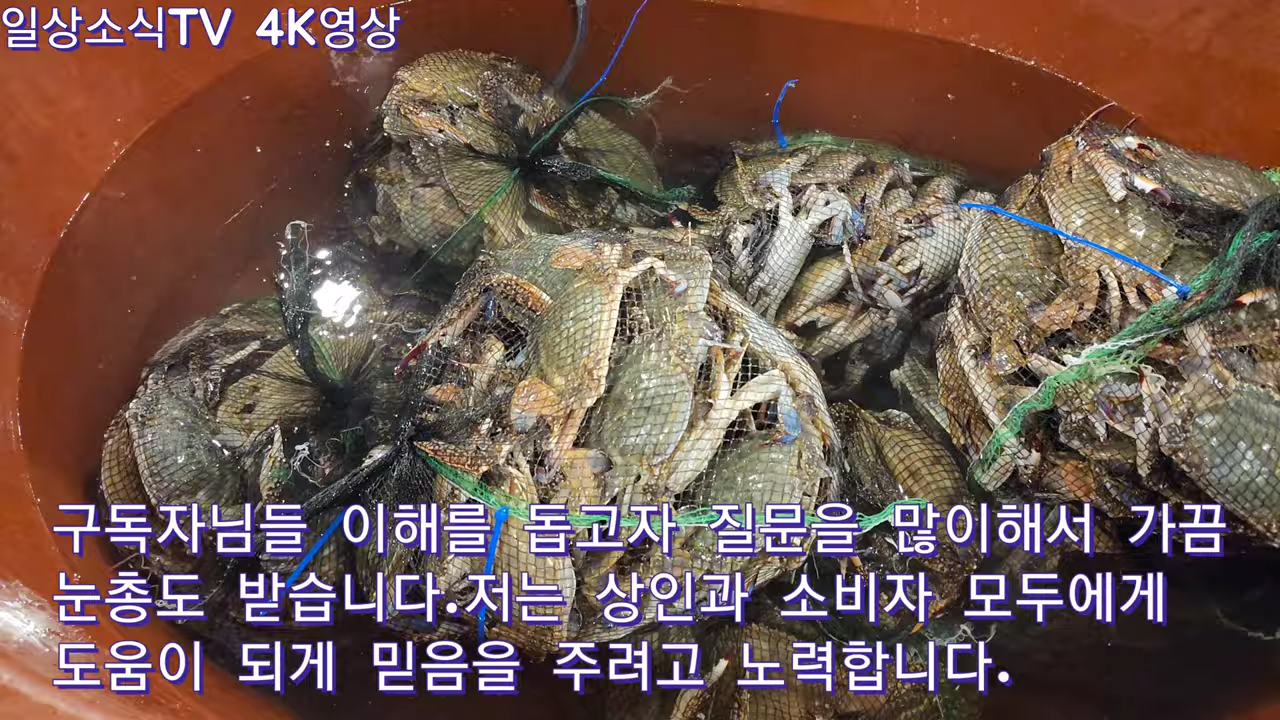 일상소식TV 4K영상
구독자님들 이해를 돕고자 질문을 많이해서 가끔
눈총도 받습니다.저는 상인과 소비자 모두에게
도움이 되게 믿음을 주려고 노력합니다.